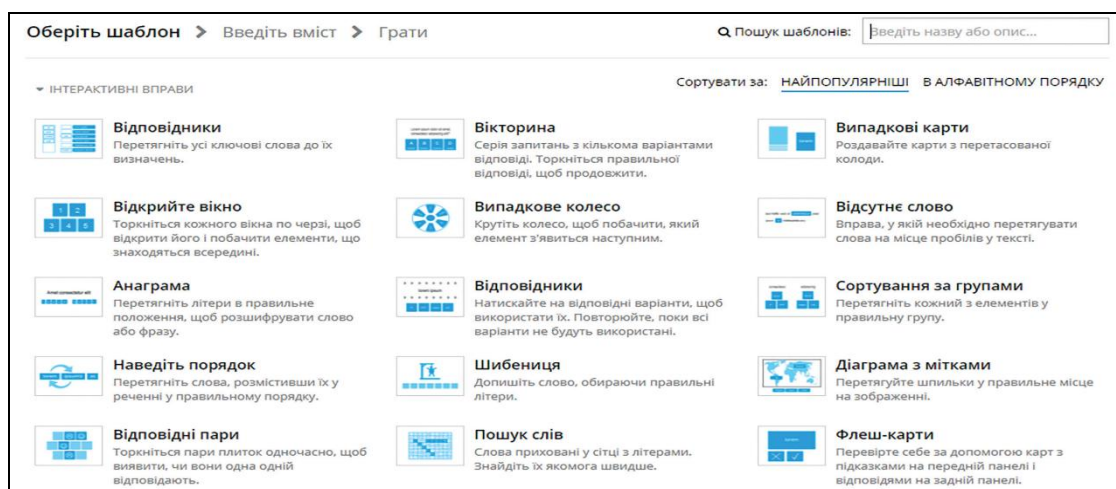 Оберіть шаблон > Введіть вміст > Грати
Пошук шаблонів: Введіть назву або опис...
ІНТЕРАКТИВНІ ВПРАВИ
Сортувати за: НАЙПОПУЛЯРНІШІ В АЛФАВІТНОМУ ПОРЯДКУ
Відповідники
Перетягніть усі ключові слова до їх
визначень.
Вікторина
Серія запитань з кількома варіантами
відповіді. Торкніться правильної
відповіді, щоб продовжити.
Випадкові карти
Роздавайте карти з перетасованої
колоди.
Відкрийте вікно
Торкніться кожного вікна по черзі, щоб
відкрити його і побачити елементи, що
знаходяться всередині.
Випадкове колесо
Крутіть колесо, щоб побачити, який
елемент з'явиться наступним.
Відсутнє слово
Вправа, у якій необхідно перетягувати
слова на місце пробілів у тексті.
Анаграма
Перетягніть літери в правильне
положення, щоб розшифрувати слово
або фразу.
Відповідники
Натискайте на відповідні варіанти, щоб
використати їх. Повторюйте, поки всі
варіанти не будуть використані.
Сортування за групами
Перетягніть кожний з елементів у
правильну групу.
Наведіть порядок
Перетягніть слова, розмістивши їх у
реченні у правильному порядку.
Шибениця
Допишіть слово, обираючи правильні
літери.
Діаграма з мітками
Перетягуйте шпильки у правильне місце
на зображенні.
Відповідні пари
Торкніться пари плиток одночасно, щоб
виявити, чи вони одна одній
відповідають.
Пошук слів
Слова приховані у сітці з літерами.
Знайдіть їх якомога швидше.
Флеш-карти
Перевірте себе за допомогою карт з
підказками на передній панелі і
відповідями на задній панелі.